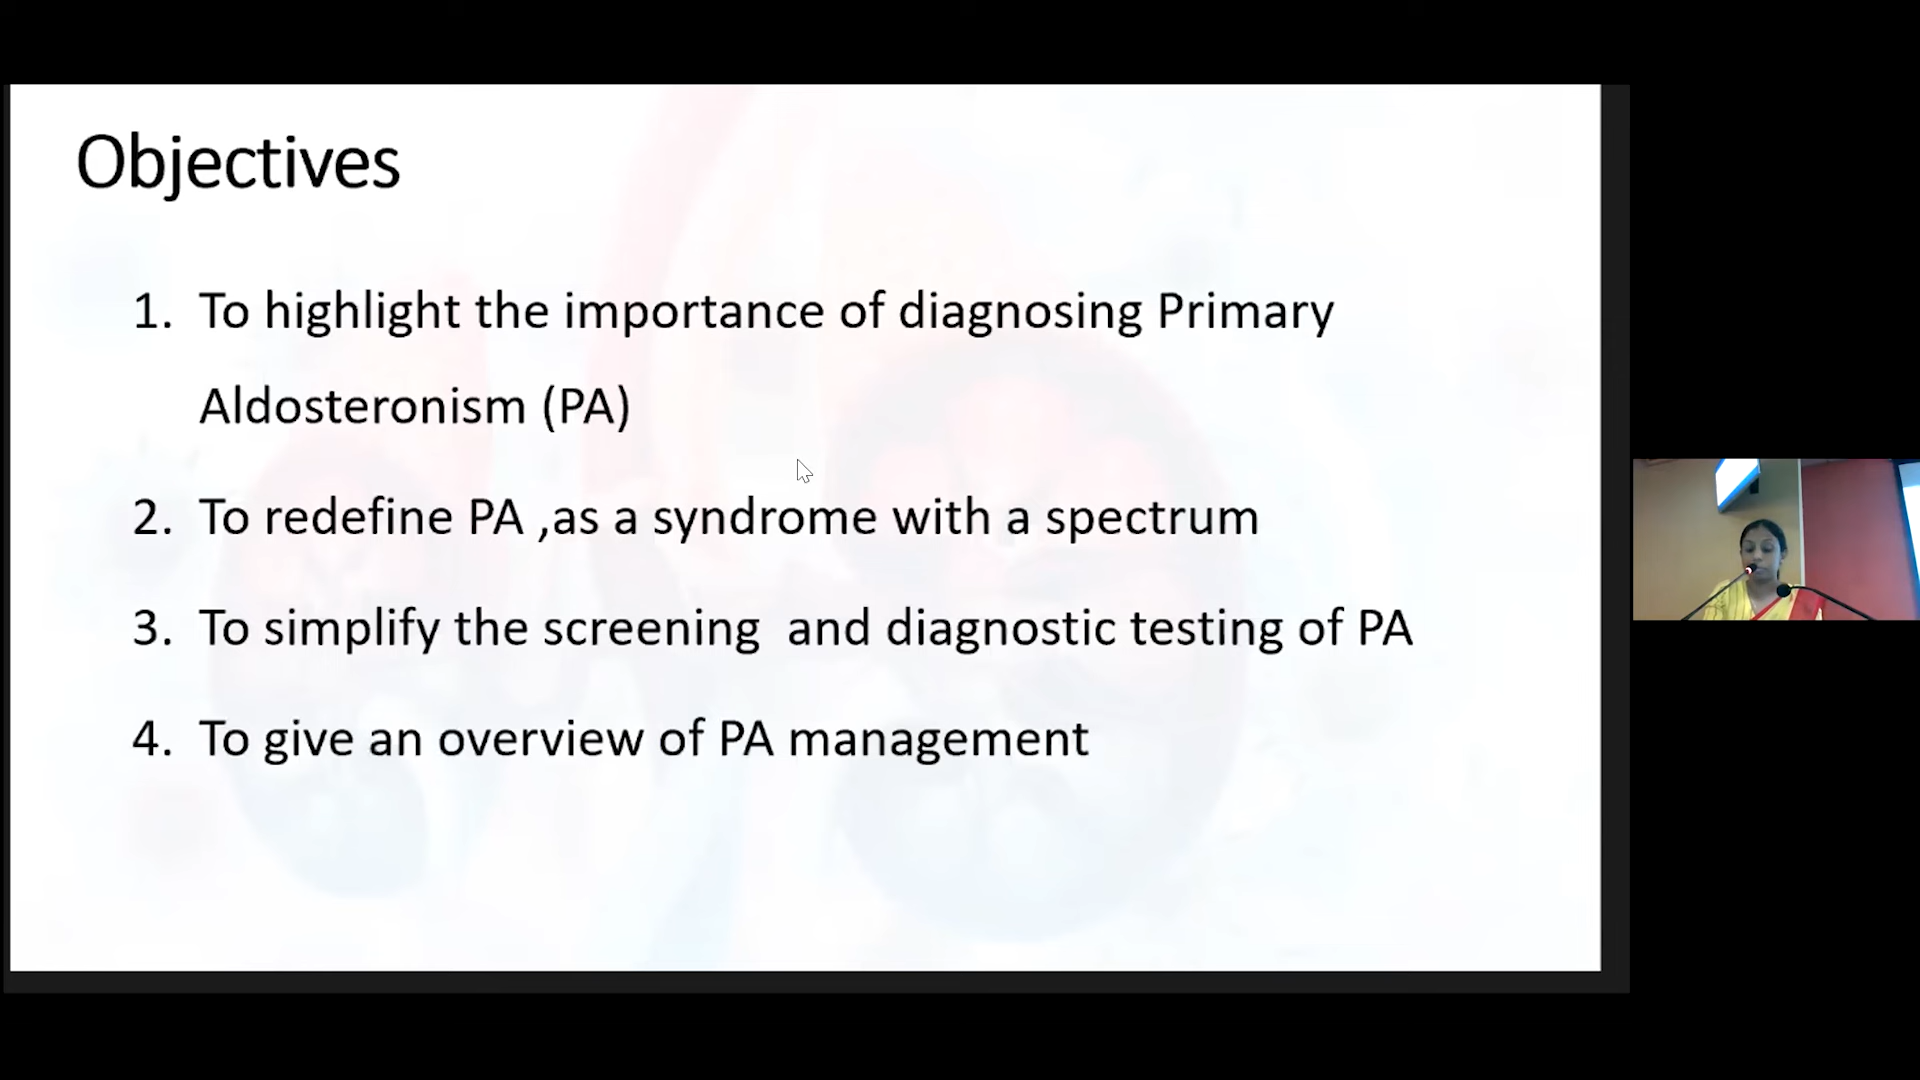 Objectives
1. To highlight the importance of diagnosing Primary
Aldosteronism (PA)
2. To redefine PA ,as a syndrome with a spectrum
3. To simplify the screening  and diagnostic testing of PA
4. To give an overview of PA management